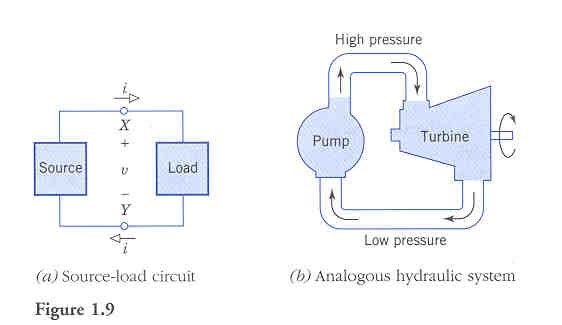 High pressure
i
X
+
Pump
Turbine
Source
v
Load
–
Y
i
Low pressure
(a) Source-load circuit
(b) Analogous hydraulic system
Figure 1.9